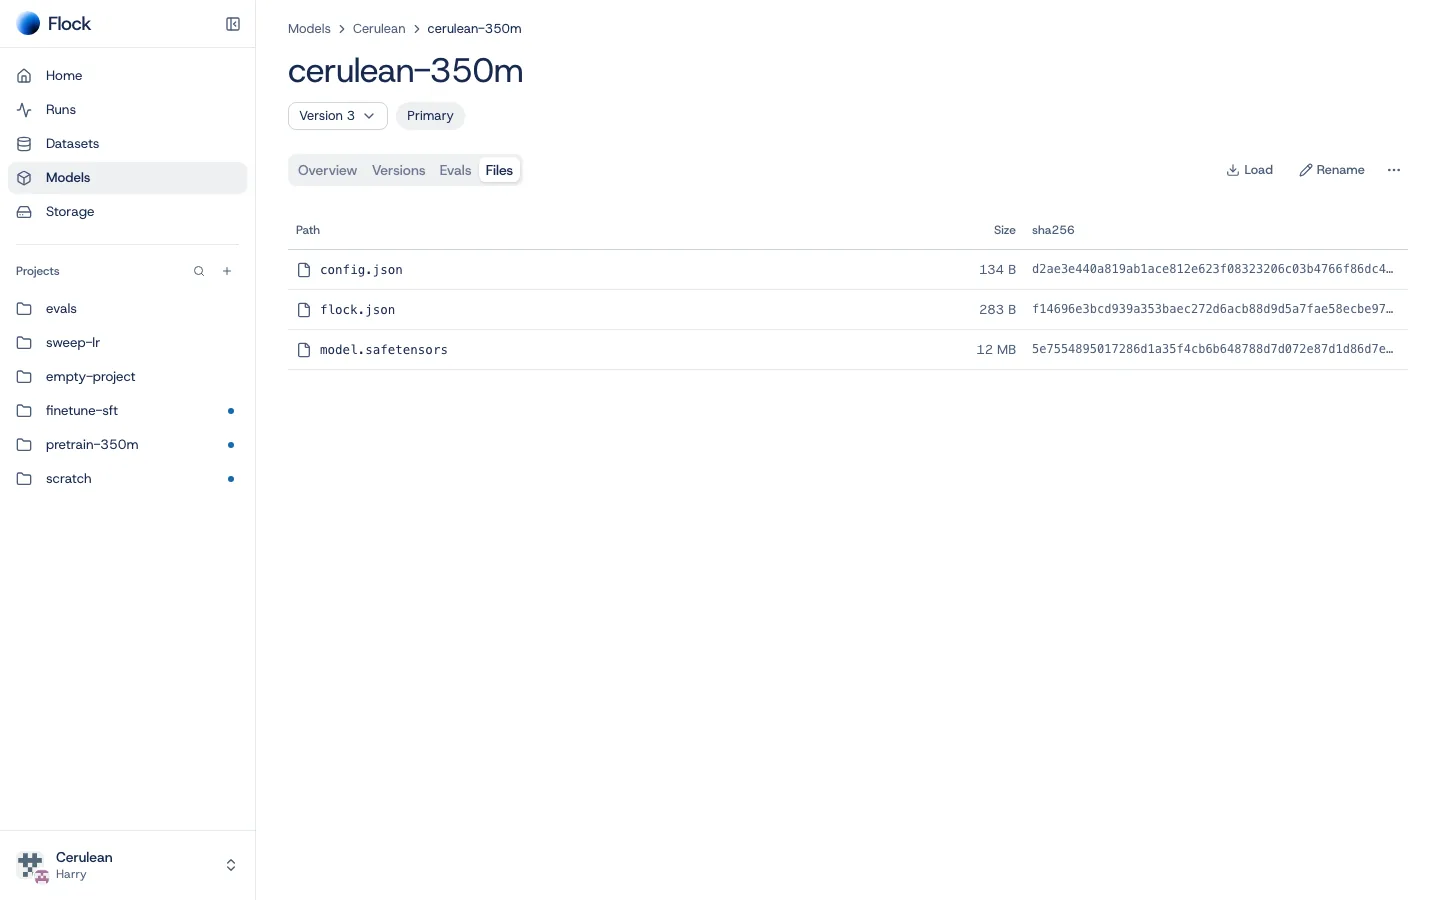 Flock
Home
Runs
Datasets
Models
Storage
Projects
evals
sweep-lr
empty-project
finetune-sft
pretrain-350m
scratch
Cerulean
Harry
Models > Cerulean > cerulean-350m
cerulean-350m
Version 3 Primary
Overview Versions Evals Files
Load Rename ···
Path Size sha256
config.json 134 B d2ae3e440a819ab1ace812e623f08323206c03b4766f86dc4…
flock.json 283 B f14696e3bcd939a353baec272d6acb88d9d5a7fae58ecbe97…
model.safetensors 12 MB 5e7554895017286d1a35f4cb6b648788d7d072e87d1d86d7e…